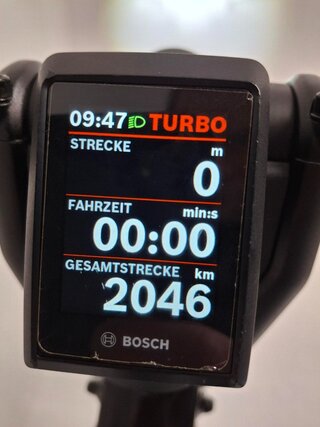 09:47 TURBO
STRECKE m
0
FAHRZEIT min:s
00:00
GESAMTSTRECKE km
2046
BOSCH